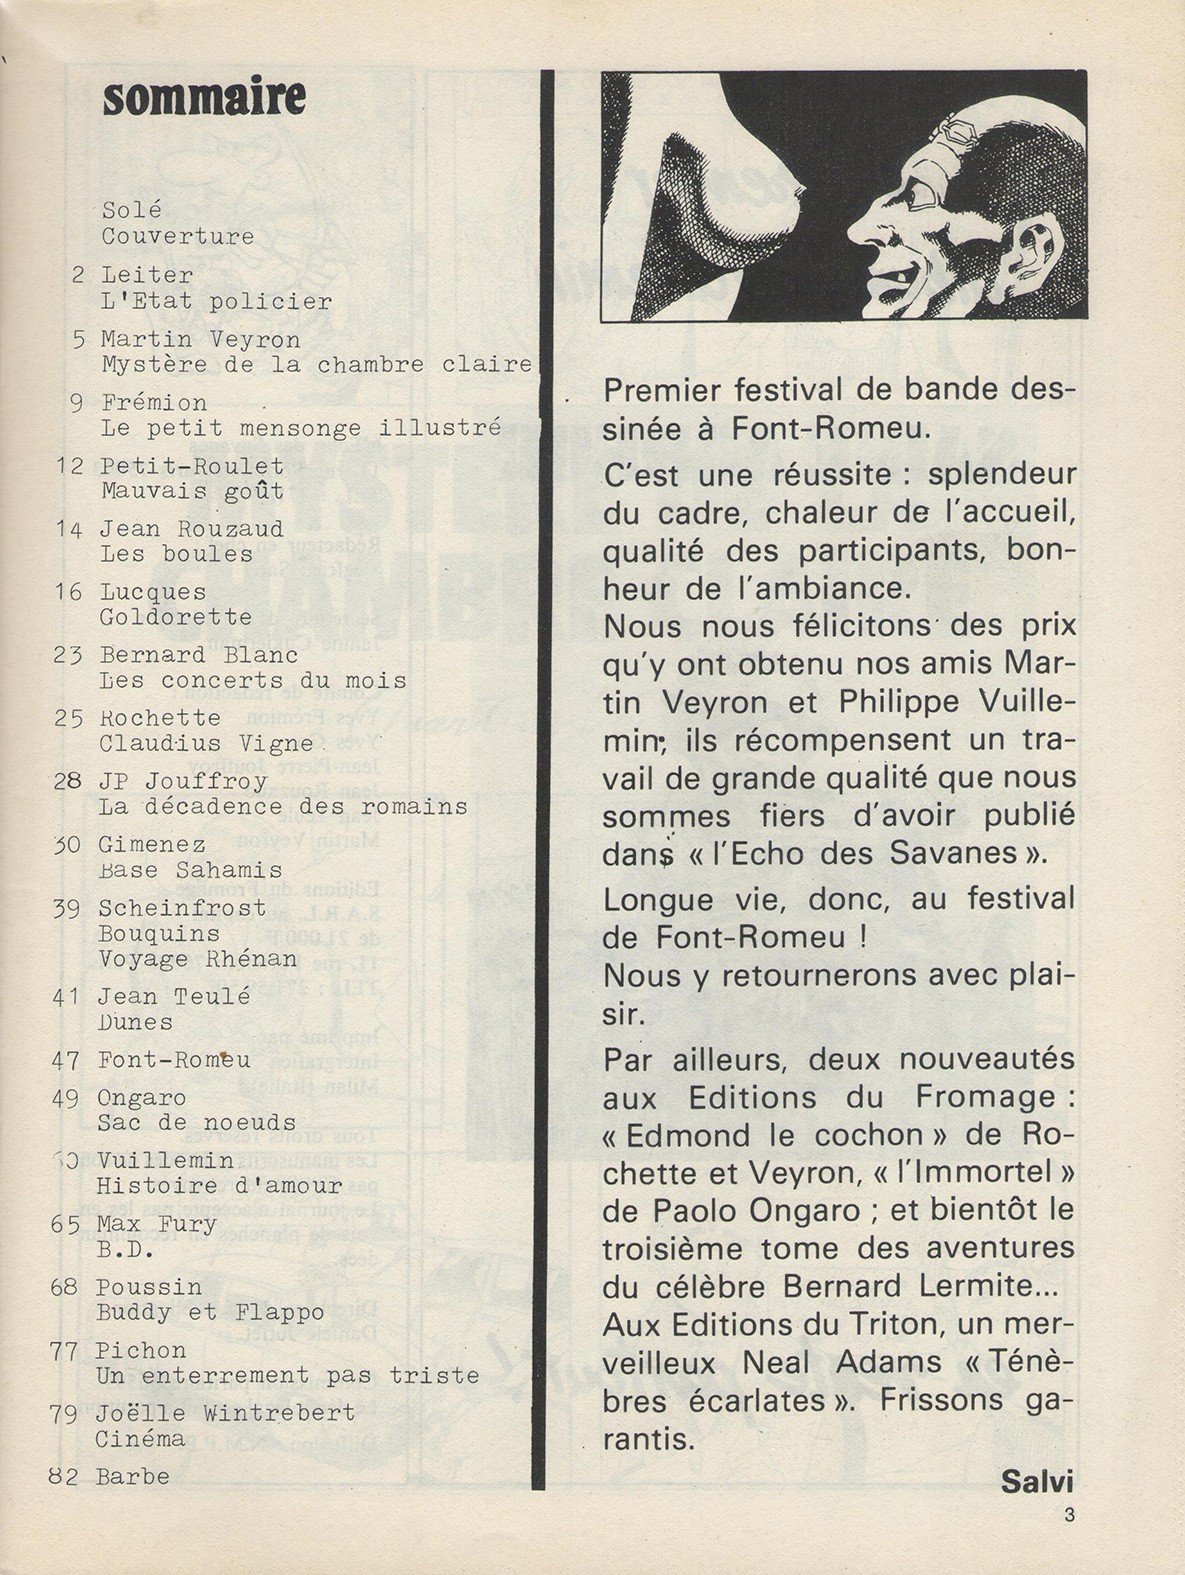 sommaire
Solé
Couverture
2 Leiter
L'Etat policier
5 Martin Veyron
Mystère de la chambre claire
9 Frémion
Le petit mensonge illustré
12 Petit-Roulet
Mauvais goût
14 Jean Rouzaud
Les boules
16 Lucques
Goldorette
23 Bernard Blanc
Les concerts du mois
25 Rochette
Claudius Vigne
28 JP Jouffroy
La décadence des romains
30 Gimenez
Base Sahamis
39 Scheinfrost
Bouquins
Voyage Rhénan
41 Jean Teulé
Dunes
47 Font-Romeu
49 Ongaro
Sac de noeuds
Vuillemin
Histoire d'amour
65 Max Fury
B.D.
68 Poussin
Buddy et Flappo
77 Pichon
Un enterrement pas triste
79 Joëlle Wintrebert
Cinéma
82 Barbe
Premier festival de bande des-
sinée à Font-Romeu.
C'est une réussite : splendeur
du cadre, chaleur de l'accueil,
qualité des participants, bon-
heur de l'ambiance.
Nous nous félicitons des prix
qu'y ont obtenu nos amis Mar-
tin Veyron et Philippe Vuille-
min; ils récompensent un tra-
vail de grande qualité que nous
sommes fiers d'avoir publié
dans « l'Echo des Savanes ».
Longue vie, donc, au festival
de Font-Romeu !
Nous y retournerons avec plai-
sir.
Par ailleurs, deux nouveautés
aux Editions du Fromage :
« Edmond le cochon » de Ro-
chette et Veyron, « l'Immortel »
de Paolo Ongaro ; et bientôt le
troisième tome des aventures
du célèbre Bernard Lermite...
Aux Editions du Triton, un mer-
veilleux Neal Adams « Ténè-
bres écarlates ». Frissons ga-
rantis.
Salvi
3